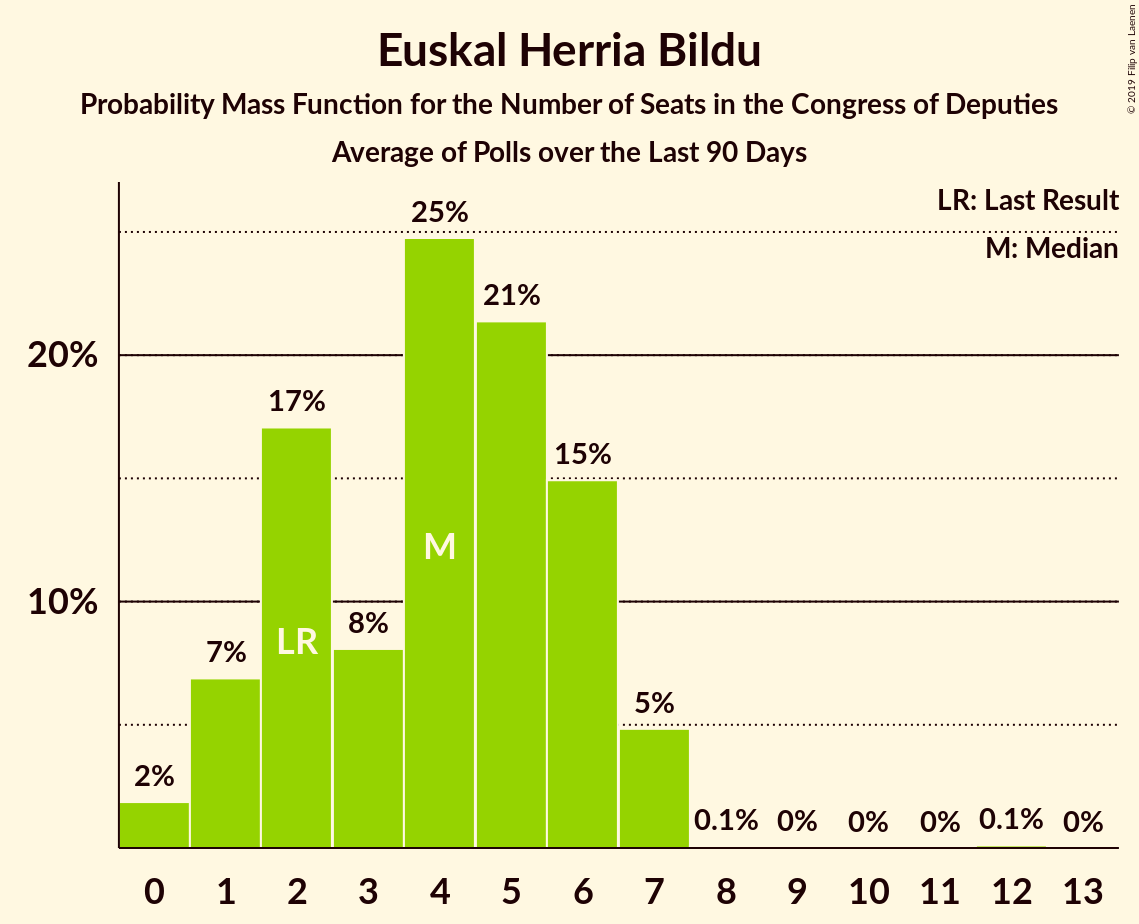 Euskal Herria Bildu
Probability Mass Function for the Number of Seats in the Congress of Deputies
Average of Polls over the Last 90 Days
© 2019 Filip van Laenen
LR: Last Result
M: Median
25%
21%
20%
17%
15%
M
10%
8%
LR
7%
5%
2%
0.1% 0% 0% 0% 0.1% 0%
0 1 2 3 4 5 6 7 8 9 10 11 12 13